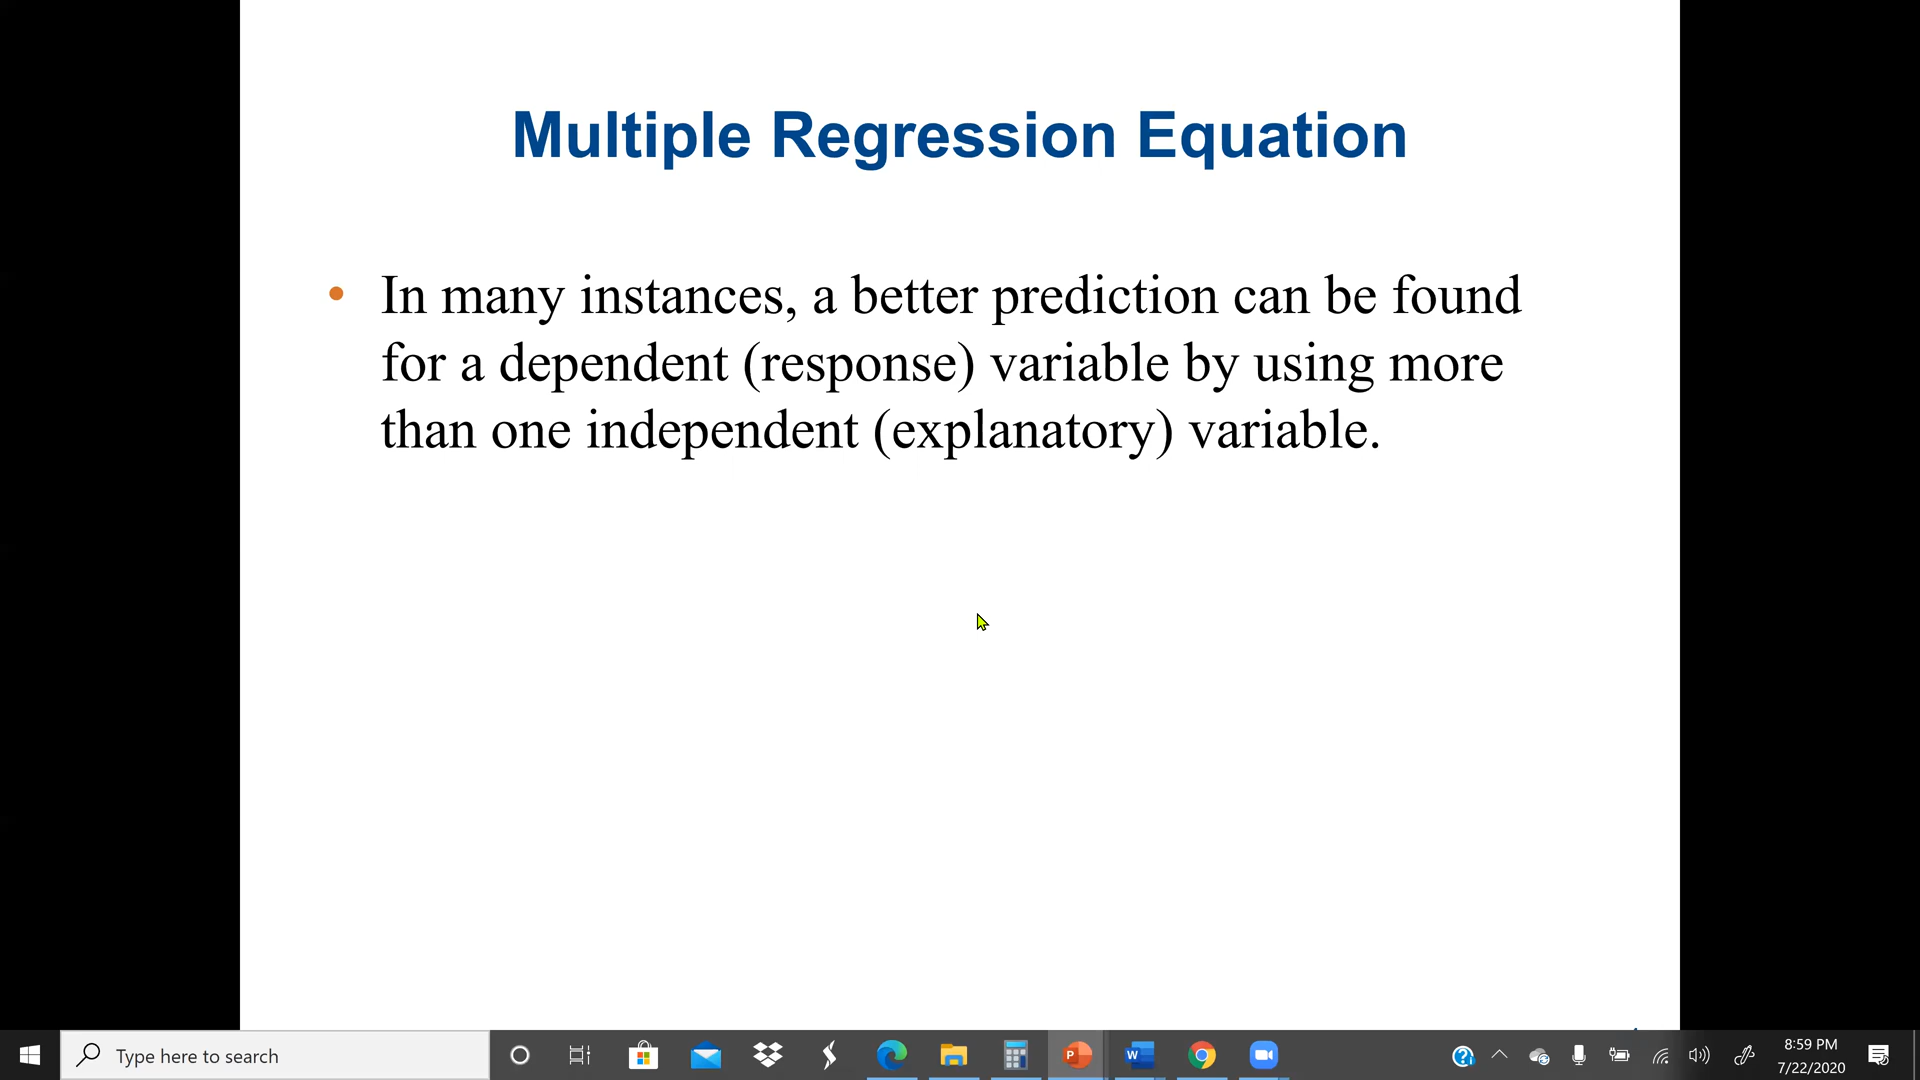 Multiple Regression Equation
• In many instances, a better prediction can be found
for a dependent (response) variable by using more
than one independent (explanatory) variable.
Type here to search
8:59 PM
7/22/2020